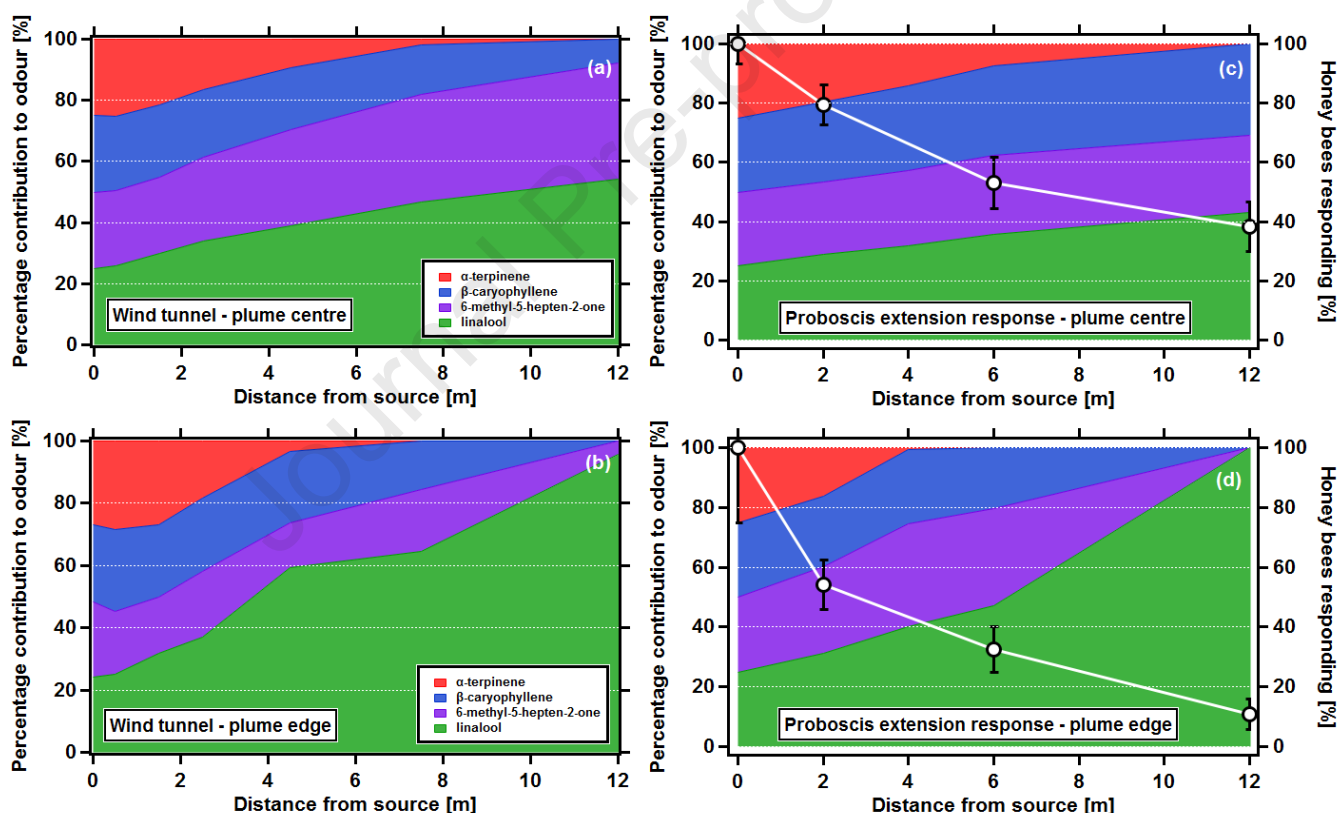 Percentage contribution to odour [%]
100
80
60
40
20
0
(a)
α-terpinene
β-caryophyllene
6-methyl-5-hepten-2-one
linalool
Wind tunnel - plume centre
0 2 4 6 8 10 12
Distance from source [m]
Percentage contribution to odour [%]
100
80
60
40
20
0
(c)
Proboscis extension response - plume centre
100
80
60
40
20
0
Honey bees responding [%]
0 2 4 6 8 10 12
Distance from source [m]
Percentage contribution to odour [%]
100
80
60
40
20
0
(b)
α-terpinene
β-caryophyllene
6-methyl-5-hepten-2-one
linalool
Wind tunnel - plume edge
0 2 4 6 8 10 12
Distance from source [m]
Percentage contribution to odour [%]
100
80
60
40
20
0
(d)
Proboscis extension response - plume edge
100
80
60
40
20
0
Honey bees responding [%]
0 2 4 6 8 10 12
Distance from source [m]
Journal Pre-pro